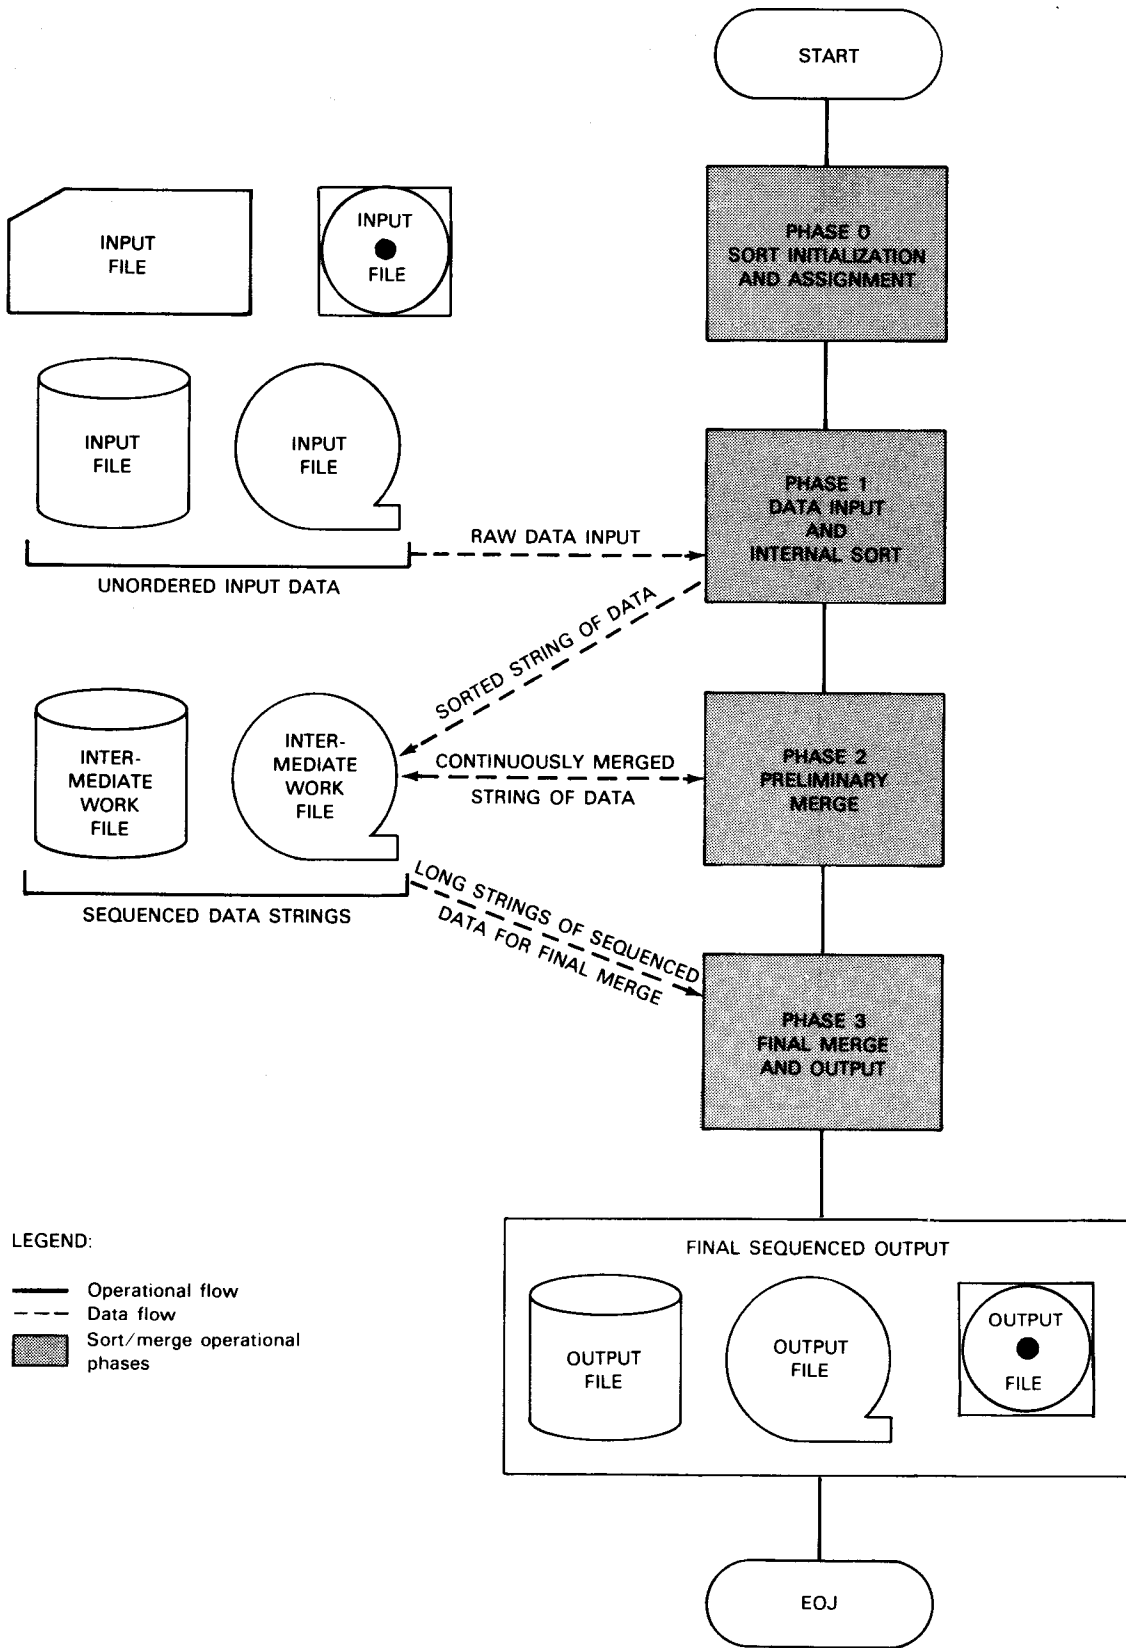 START
PHASE 0
SORT INITIALIZATION
AND ASSIGNMENT
INPUT
FILE
INPUT
FILE
INPUT
FILE
INPUT
FILE
UNORDERED INPUT DATA
RAW DATA INPUT
PHASE 1
DATA INPUT
AND
INTERNAL SORT
SORTED STRING OF DATA
INTER-
MEDIATE
WORK
FILE
INTER-
MEDIATE
WORK
FILE
CONTINUOUSLY MERGED
STRING OF DATA
PHASE 2
PRELIMINARY
MERGE
SEQUENCED DATA STRINGS
LONG STRINGS OF SEQUENCED
DATA FOR FINAL MERGE
PHASE 3
FINAL MERGE
AND OUTPUT
LEGEND:
Operational flow
Data flow
Sort/merge operational
phases
FINAL SEQUENCED OUTPUT
OUTPUT
FILE
OUTPUT
FILE
OUTPUT
FILE
EOJ